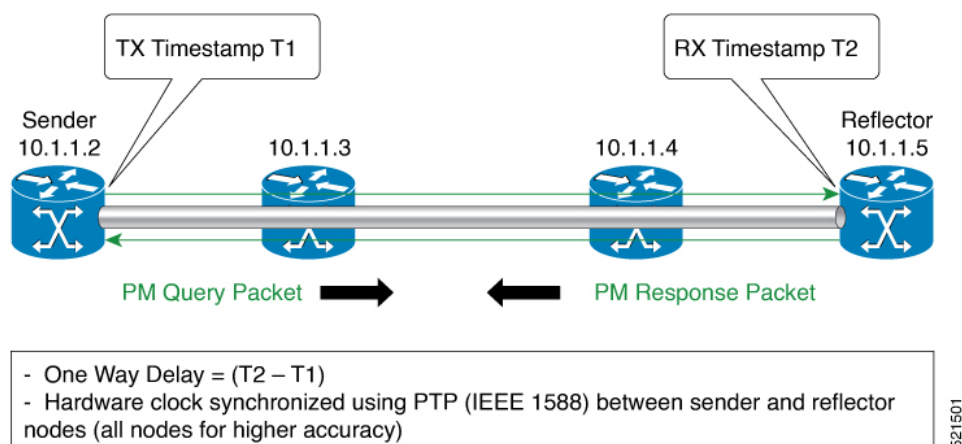 TX Timestamp T1
RX Timestamp T2
Sender
10.1.1.2
10.1.1.3
10.1.1.4
Reflector
10.1.1.5
PM Query Packet
PM Response Packet
- One Way Delay = (T2 – T1)
- Hardware clock synchronized using PTP (IEEE 1588) between sender and reflector
nodes (all nodes for higher accuracy)
521501